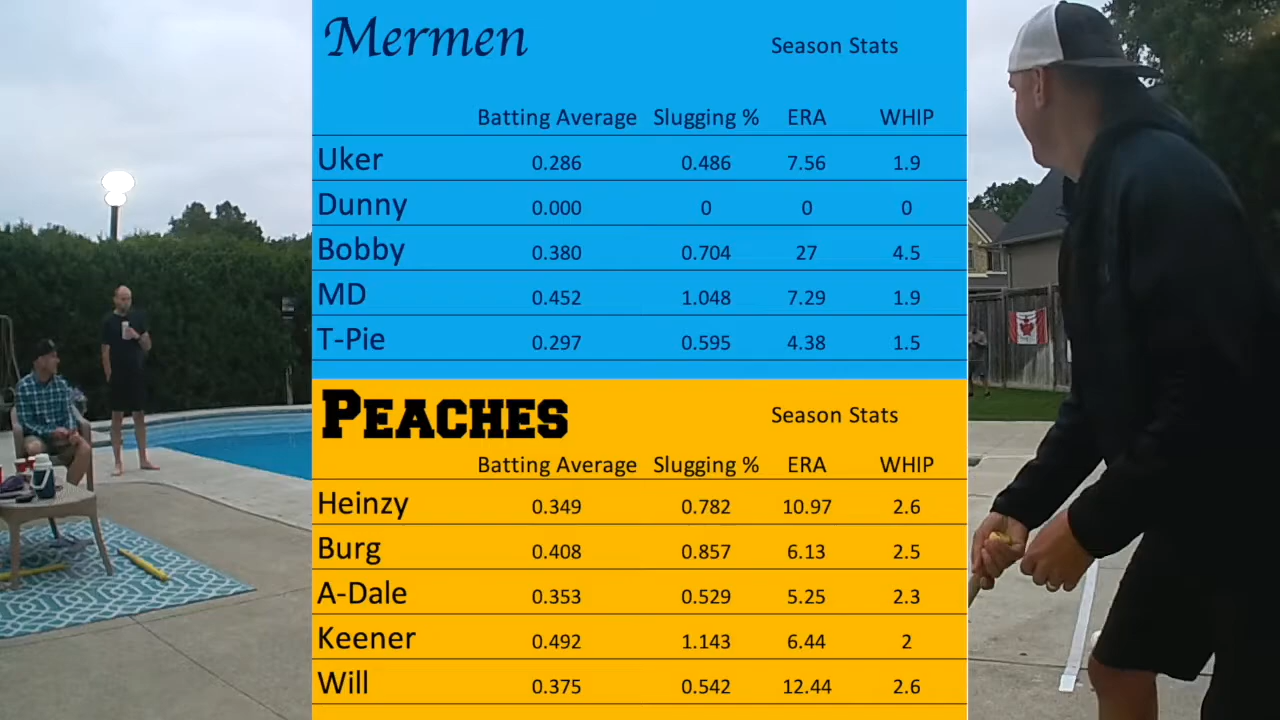 Mermen Season Stats
Batting Average Slugging % ERA WHIP
Uker 0.286 0.486 7.56 1.9
Dunny 0.000 0 0 0
Bobby 0.380 0.704 27 4.5
MD 0.452 1.048 7.29 1.9
T-Pie 0.297 0.595 4.38 1.5
PEACHES Season Stats
Batting Average Slugging % ERA WHIP
Heinzy 0.349 0.782 10.97 2.6
Burg 0.408 0.857 6.13 2.5
A-Dale 0.353 0.529 5.25 2.3
Keener 0.492 1.143 6.44 2
Will 0.375 0.542 12.44 2.6